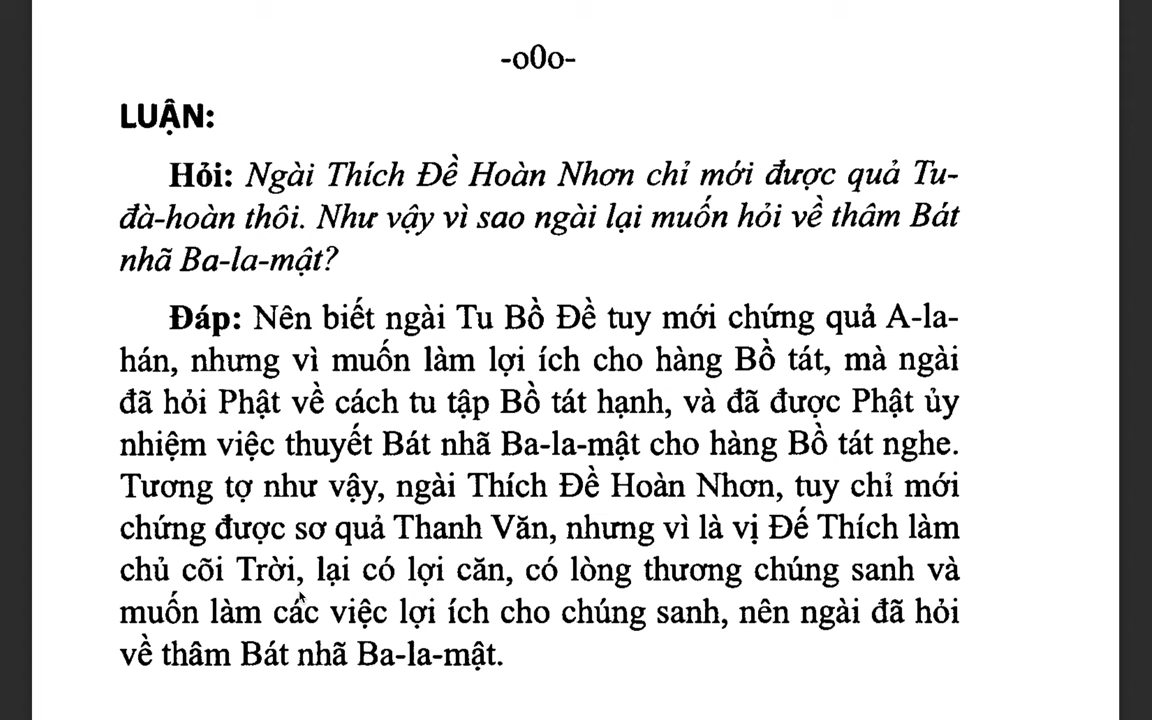 -o0o-
LUẬN:
Hỏi: Ngài Thích Đề Hoàn Nhơn chỉ mới được quả Tu-
đà-hoàn thôi. Như vậy vì sao ngài lại muốn hỏi về thâm Bát
nhã Ba-la-mật?
Đáp: Nên biết ngài Tu Bồ Đề tuy mới chứng quả A-la-
hán, nhưng vì muốn làm lợi ích cho hàng Bồ tát, mà ngài
đã hỏi Phật về cách tu tập Bồ tát hạnh, và đã được Phật ủy
nhiệm việc thuyết Bát nhã Ba-la-mật cho hàng Bồ tát nghe.
Tương tợ như vậy, ngài Thích Đề Hoàn Nhơn, tuy chỉ mới
chứng được sơ quả Thanh Văn, nhưng vì là vị Đế Thích làm
chủ cõi Trời, lại có lợi căn, có lòng thương chúng sanh và
muốn làm các việc lợi ích cho chúng sanh, nên ngài đã hỏi
về thâm Bát nhã Ba-la-mật.